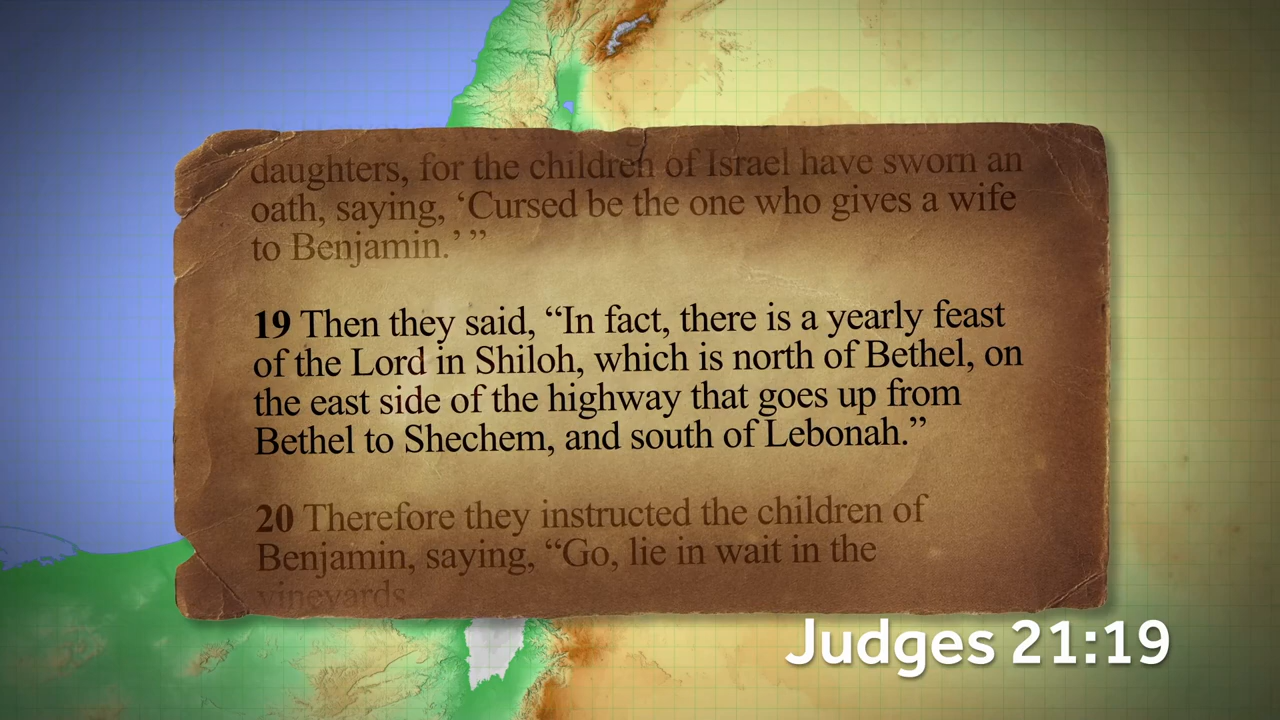 daughters, for the children of Israel have sworn an
oath, saying, ‘Cursed be the one who gives a wife
to Benjamin.’ ”
19 Then they said, “In fact, there is a yearly feast
of the Lord in Shiloh, which is north of Bethel, on
the east side of the highway that goes up from
Bethel to Shechem, and south of Lebonah.”
20 Therefore they instructed the children of
Benjamin, saying, “Go, lie in wait in the
vineyards
Judges 21:19